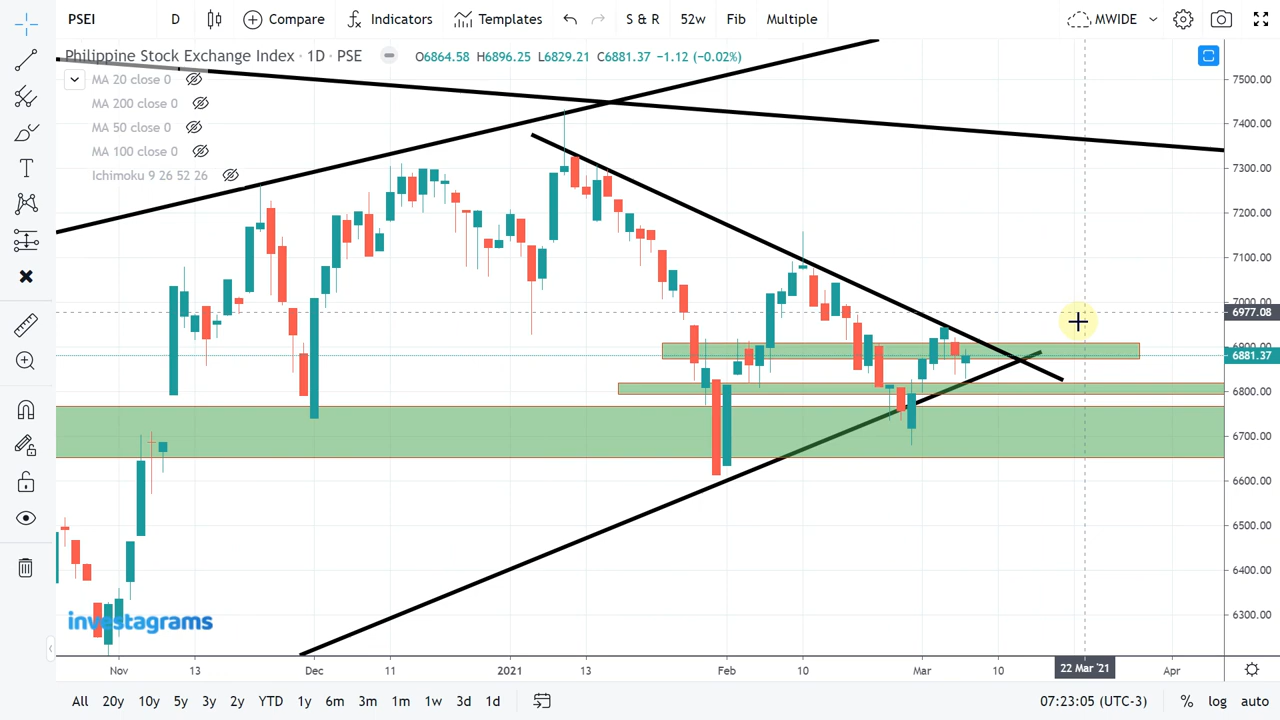 PSEI D Compare Indicators Templates S & R 52w Fib Multiple MWIDE
Philippine Stock Exchange Index · 1D · PSE O6864.58 H6896.25 L6829.21 C6881.37 −1.12 (−0.02%)
MA 20 close 0
MA 200 close 0
MA 50 close 0
MA 100 close 0
Ichimoku 9 26 52 26
7500.00
7400.00
7300.00
7200.00
7100.00
7000.00
6977.08
6900.00
6881.37
6800.00
6700.00
6600.00
6500.00
6400.00
6300.00
investagrams
Nov 13 Dec 11 2021 13 Feb 10 Mar 10 22 Mar '21 Apr
All 20y 10y 5y 3y 2y YTD 1y 6m 3m 1m 1w 3d 1d 07:23:05 (UTC-3) % log auto